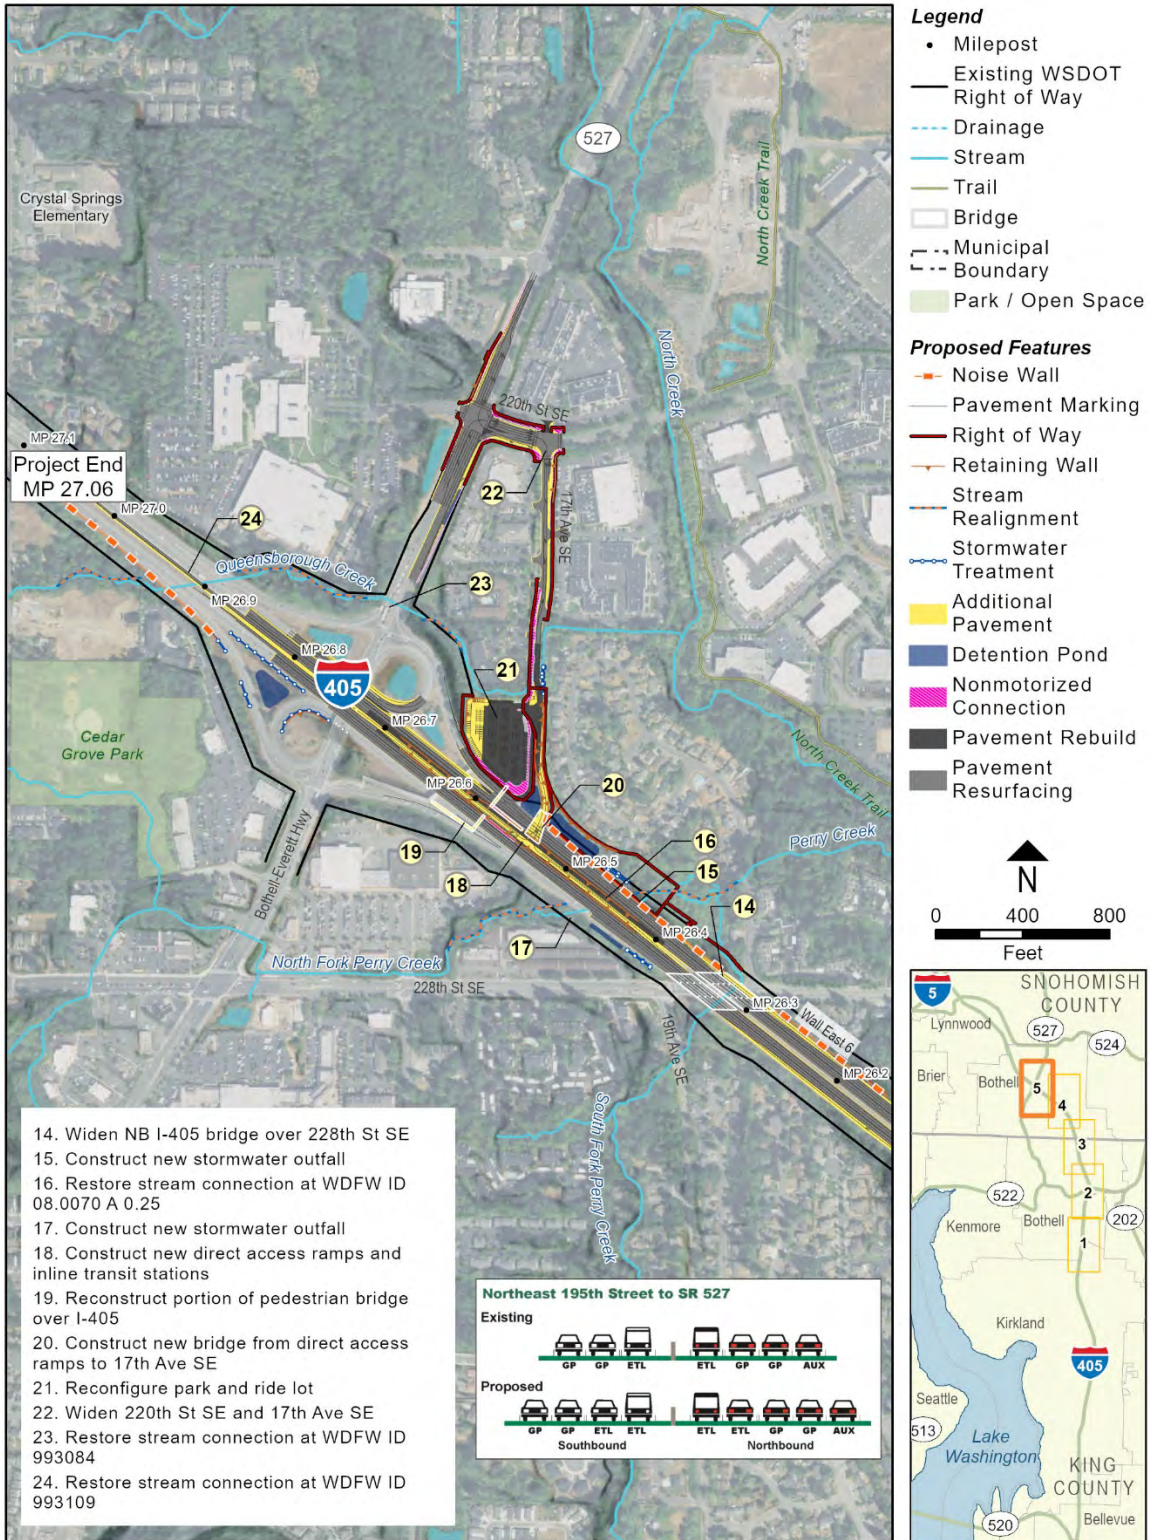 527
Crystal Springs
Elementary
North Creek Trail
North Creek
220th St SE
MP 27.1
Project End
MP 27.06
MP 27.0
24
22
17th Ave SE
Queensborough Creek
23
MP 26.9
MP 26.8
405
21
MP 26.7
Cedar
Grove Park
North Creek Trail
MP 26.6
20
Perry Creek
19
16
MP 26.5
15
18
14
Bothell-Everett Hwy
17
MP 26.4
North Fork Perry Creek
228th St SE
MP 26.3
Wall East 6
19th Ave SE
MP 26.2
South Fork Perry Creek
14. Widen NB I-405 bridge over 228th St SE
15. Construct new stormwater outfall
16. Restore stream connection at WDFW ID
08.0070 A 0.25
17. Construct new stormwater outfall
18. Construct new direct access ramps and
inline transit stations
19. Reconstruct portion of pedestrian bridge
over I-405
20. Construct new bridge from direct access
ramps to 17th Ave SE
21. Reconfigure park and ride lot
22. Widen 220th St SE and 17th Ave SE
23. Restore stream connection at WDFW ID
993084
24. Restore stream connection at WDFW ID
993109
Northeast 195th Street to SR 527
Existing
GP GP ETL ETL GP GP AUX
Proposed
GP GP ETL ETL ETL ETL GP GP AUX
Southbound Northbound
Legend
Milepost
Existing WSDOT
Right of Way
Drainage
Stream
Trail
Bridge
Municipal
Boundary
Park / Open Space
Proposed Features
Noise Wall
Pavement Marking
Right of Way
Retaining Wall
Stream
Realignment
Stormwater
Treatment
Additional
Pavement
Detention Pond
Nonmotorized
Connection
Pavement Rebuild
Pavement
Resurfacing
N
0 400 800
Feet
5
SNOHOMISH
COUNTY
Lynnwood
527
524
Brier
Bothell
5
4
3
2
522
202
Kenmore
Bothell
1
Kirkland
405
Seattle
513
Lake
Washington
KING
COUNTY
520
Bellevue